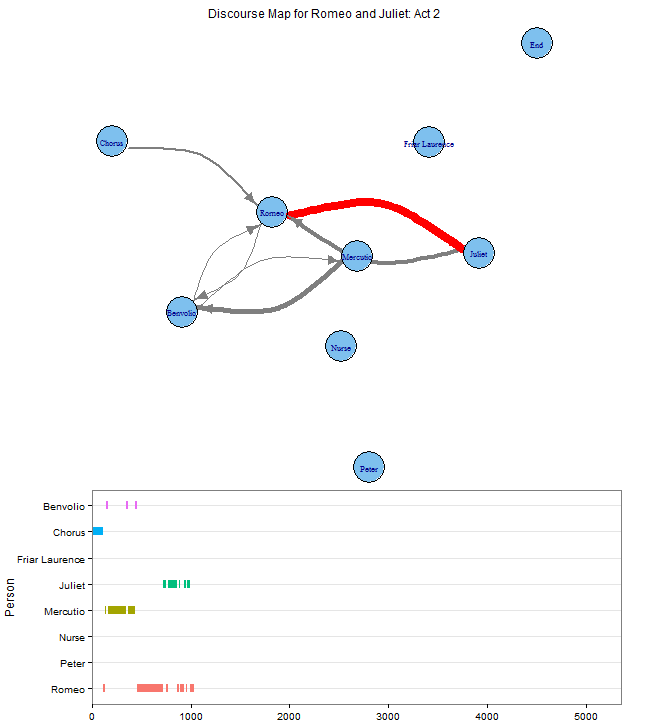 Discourse Map for Romeo and Juliet: Act 2
End
Chorus
Friar Laurence
Romeo
Mercutio
Juliet
Benvolio
Nurse
Peter
Person
Benvolio
Chorus
Friar Laurence
Juliet
Mercutio
Nurse
Peter
Romeo
0 1000 2000 3000 4000 5000